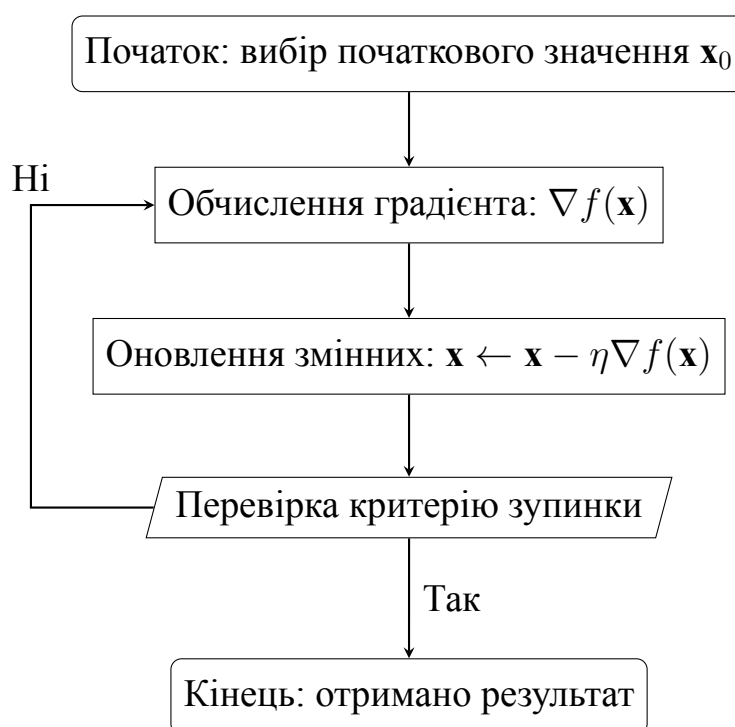 Початок: вибір початкового значення x₀
Ні
Обчислення градієнта: ∇f(x)
Оновлення змінних: x ← x − η∇f(x)
Перевірка критерію зупинки
Так
Кінець: отримано результат